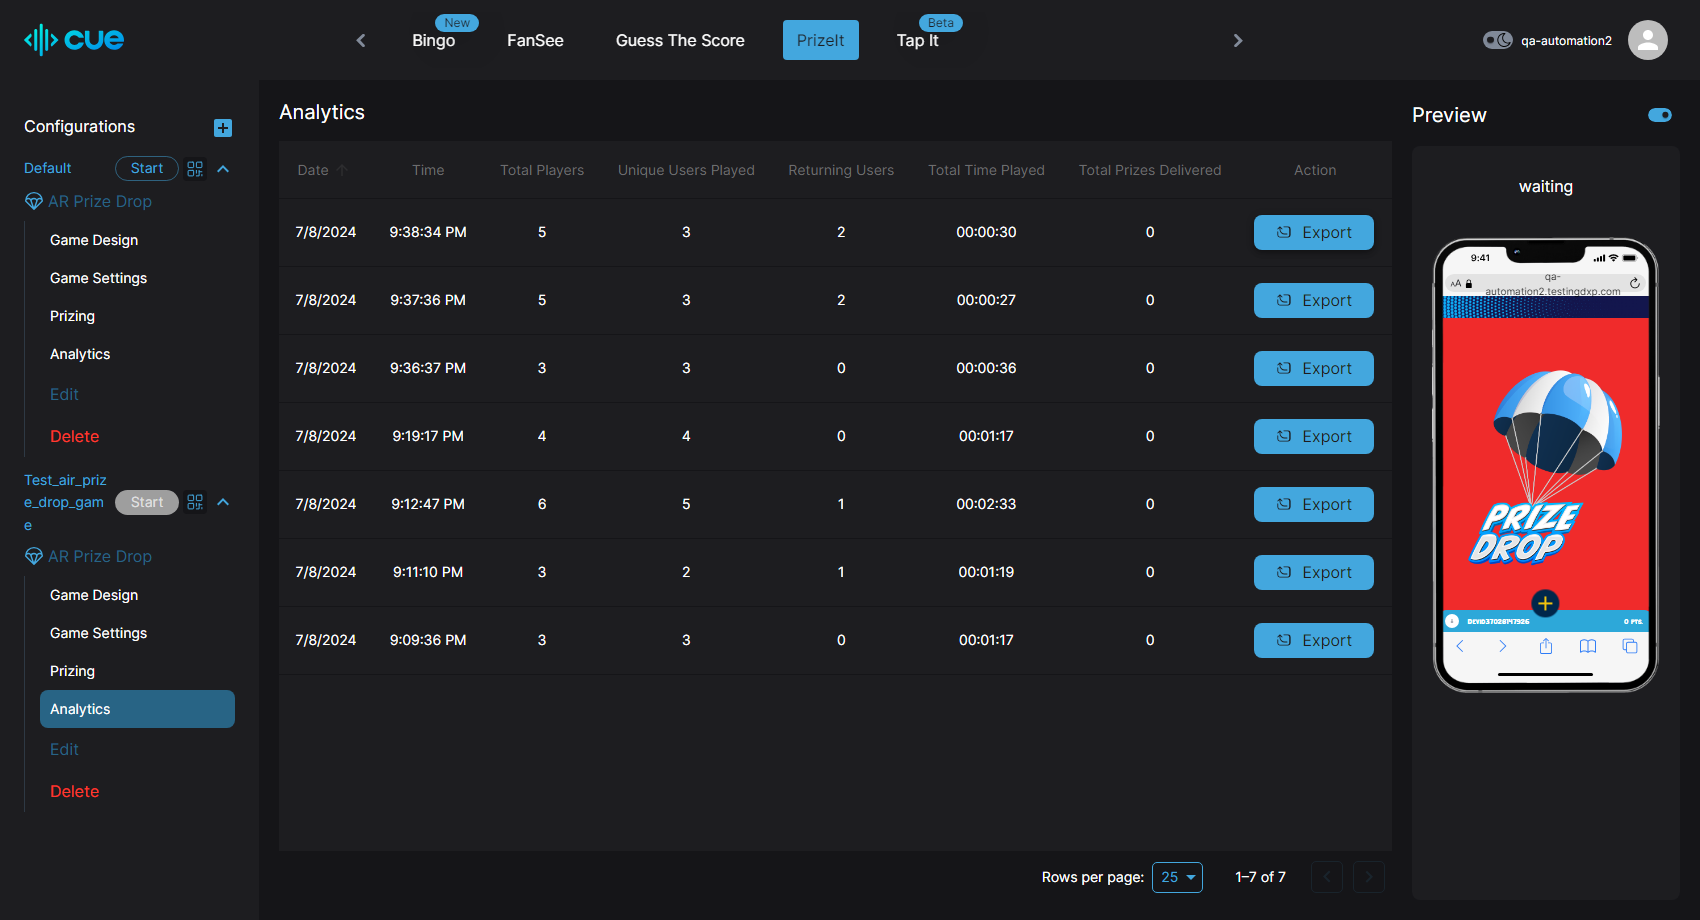 cue
New
Bingo
FanSee
Guess The Score
PrizeIt
Beta
Tap It
qa-automation2
Configurations
Default
Start
AR Prize Drop
Game Design
Game Settings
Prizing
Analytics
Edit
Delete
Test_air_priz
e_drop_gam
e
Start
AR Prize Drop
Game Design
Game Settings
Prizing
Analytics
Edit
Delete
Analytics
Date Time Total Players Unique Users Played Returning Users Total Time Played Total Prizes Delivered Action
7/8/2024 9:38:34 PM 5 3 2 00:00:30 0 Export
7/8/2024 9:37:36 PM 5 3 2 00:00:27 0 Export
7/8/2024 9:36:37 PM 3 3 0 00:00:36 0 Export
7/8/2024 9:19:17 PM 4 4 0 00:01:17 0 Export
7/8/2024 9:12:47 PM 6 5 1 00:02:33 0 Export
7/8/2024 9:11:10 PM 3 2 1 00:01:19 0 Export
7/8/2024 9:09:36 PM 3 3 0 00:01:17 0 Export
Rows per page: 25 1–7 of 7
Preview
waiting
9:41
AA
qa-
automation2.testingdxp.com
PRIZE
DROP
0 PTS.